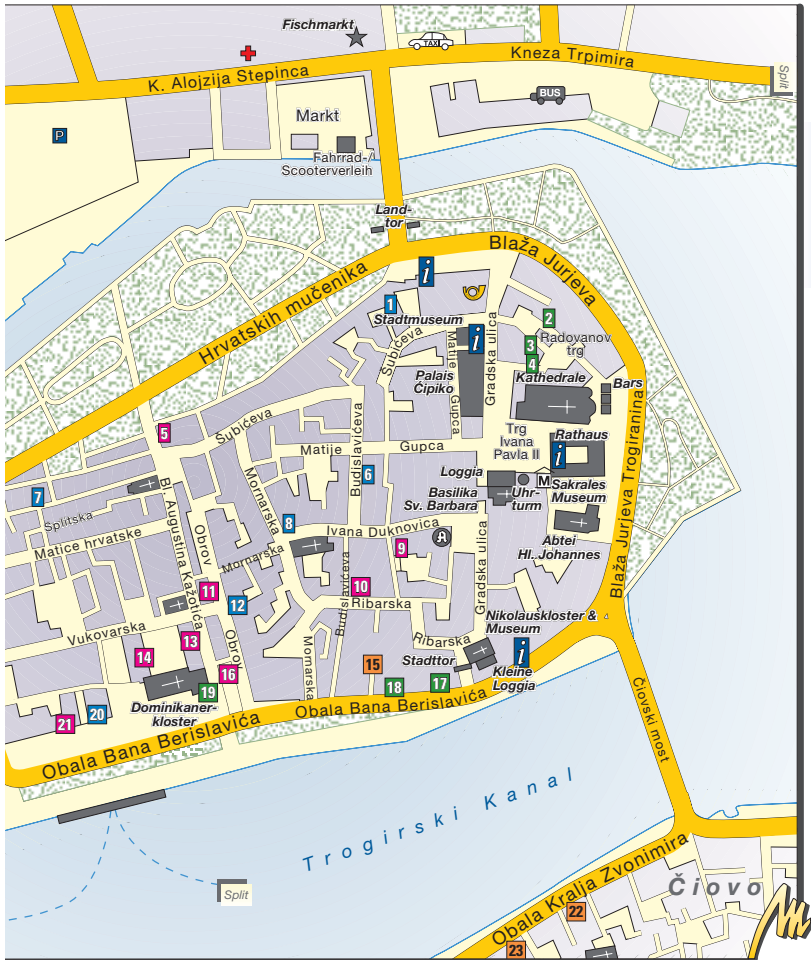 Fischmarkt
TAXI
Kneza Trpimira
K. Alojzija Stepinca
Split
BUS
Markt
P
Fahrrad-/
Scooterverleih
Land-
tor
Blaža Jurjeva
Hrvatskih mučenika
i
1
Stadtmuseum
2
i
3
Radovanov
trg
4
Šubićeva
Matije Gupca
Gradska ulica
Palais
Ćipiko
Kathedrale
Bars
5
Šubićeva
Budislavićeva
Matije Gupca
Trg
Ivana
Pavla II
Rathaus
i
Blaža Jurjeva Trogiranina
6
Loggia
M
Sakrales
Museum
Uhr-
turm
Basilika
Sv. Barbara
7
Splitska
Matice hrvatske
B. Augustina Kažotića
Obrov
Mornarska
8
Ivana Duknovica
9
Abtei
Hl. Johannes
Mornarska
Budislavićeva
Gradska ulica
10
11
12
Ribarska
Nikolauskloster &
Museum
Vukovarska
13
Obrov
Mornarska
Ribarska
i
14
15
Stadttor
Kleine
Loggia
16
17
18
19
Dominikaner-
kloster
20
21
Obala Bana Berislavića
Obala Bana Berislavića
Čiovski most
Trogirski Kanal
Split
Obala Kralja Zvonimira
Čiovo
22
23